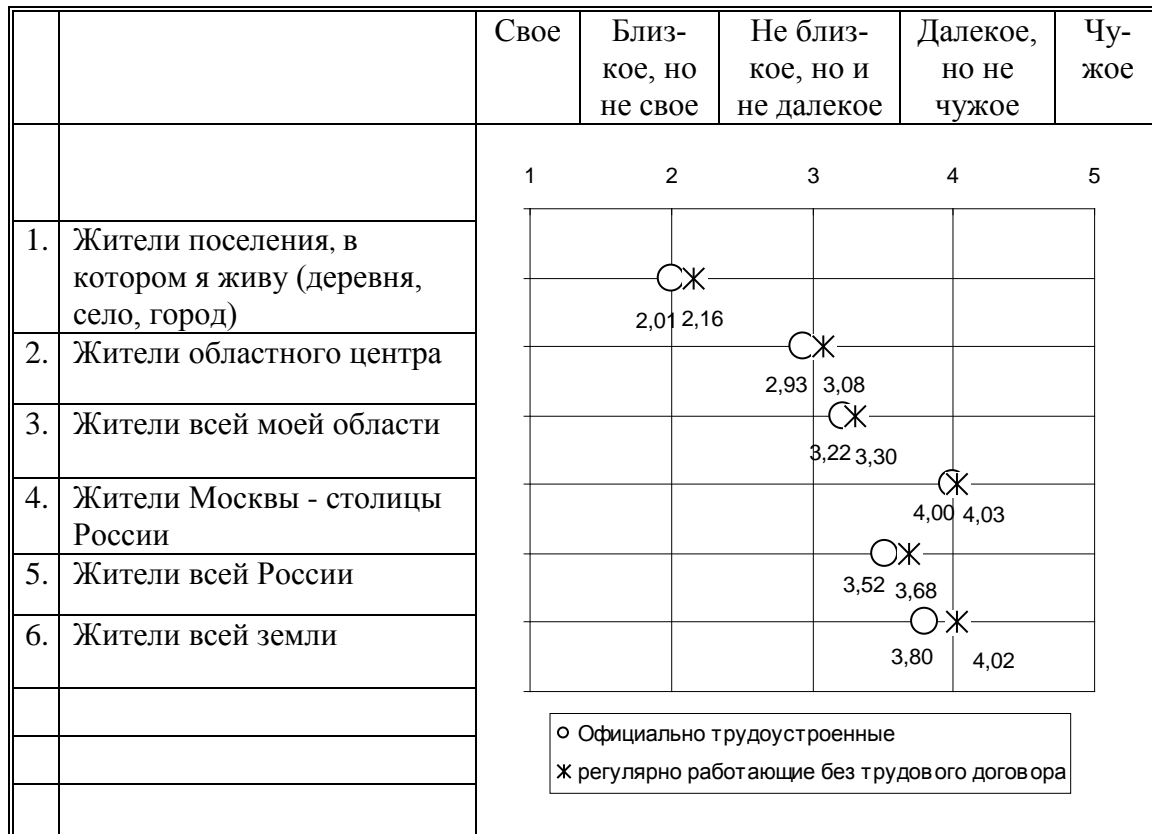 Свое
Близ-
кое, но
не свое
Не близ-
кое, но и
не далекое
Далекое,
но не
чужое
Чу-
жое
1 2 3 4 5
1. Жители поселения, в
котором я живу (деревня,
село, город)
2,01 2,16
2. Жители областного центра
2,93 3,08
3. Жители всей моей области
3,22 3,30
4. Жители Москвы - столицы
России
4,00 4,03
5. Жители всей России
3,52 3,68
6. Жители всей земли
3,80 4,02
Официально трудоустроенные
регулярно работающие без трудового договора